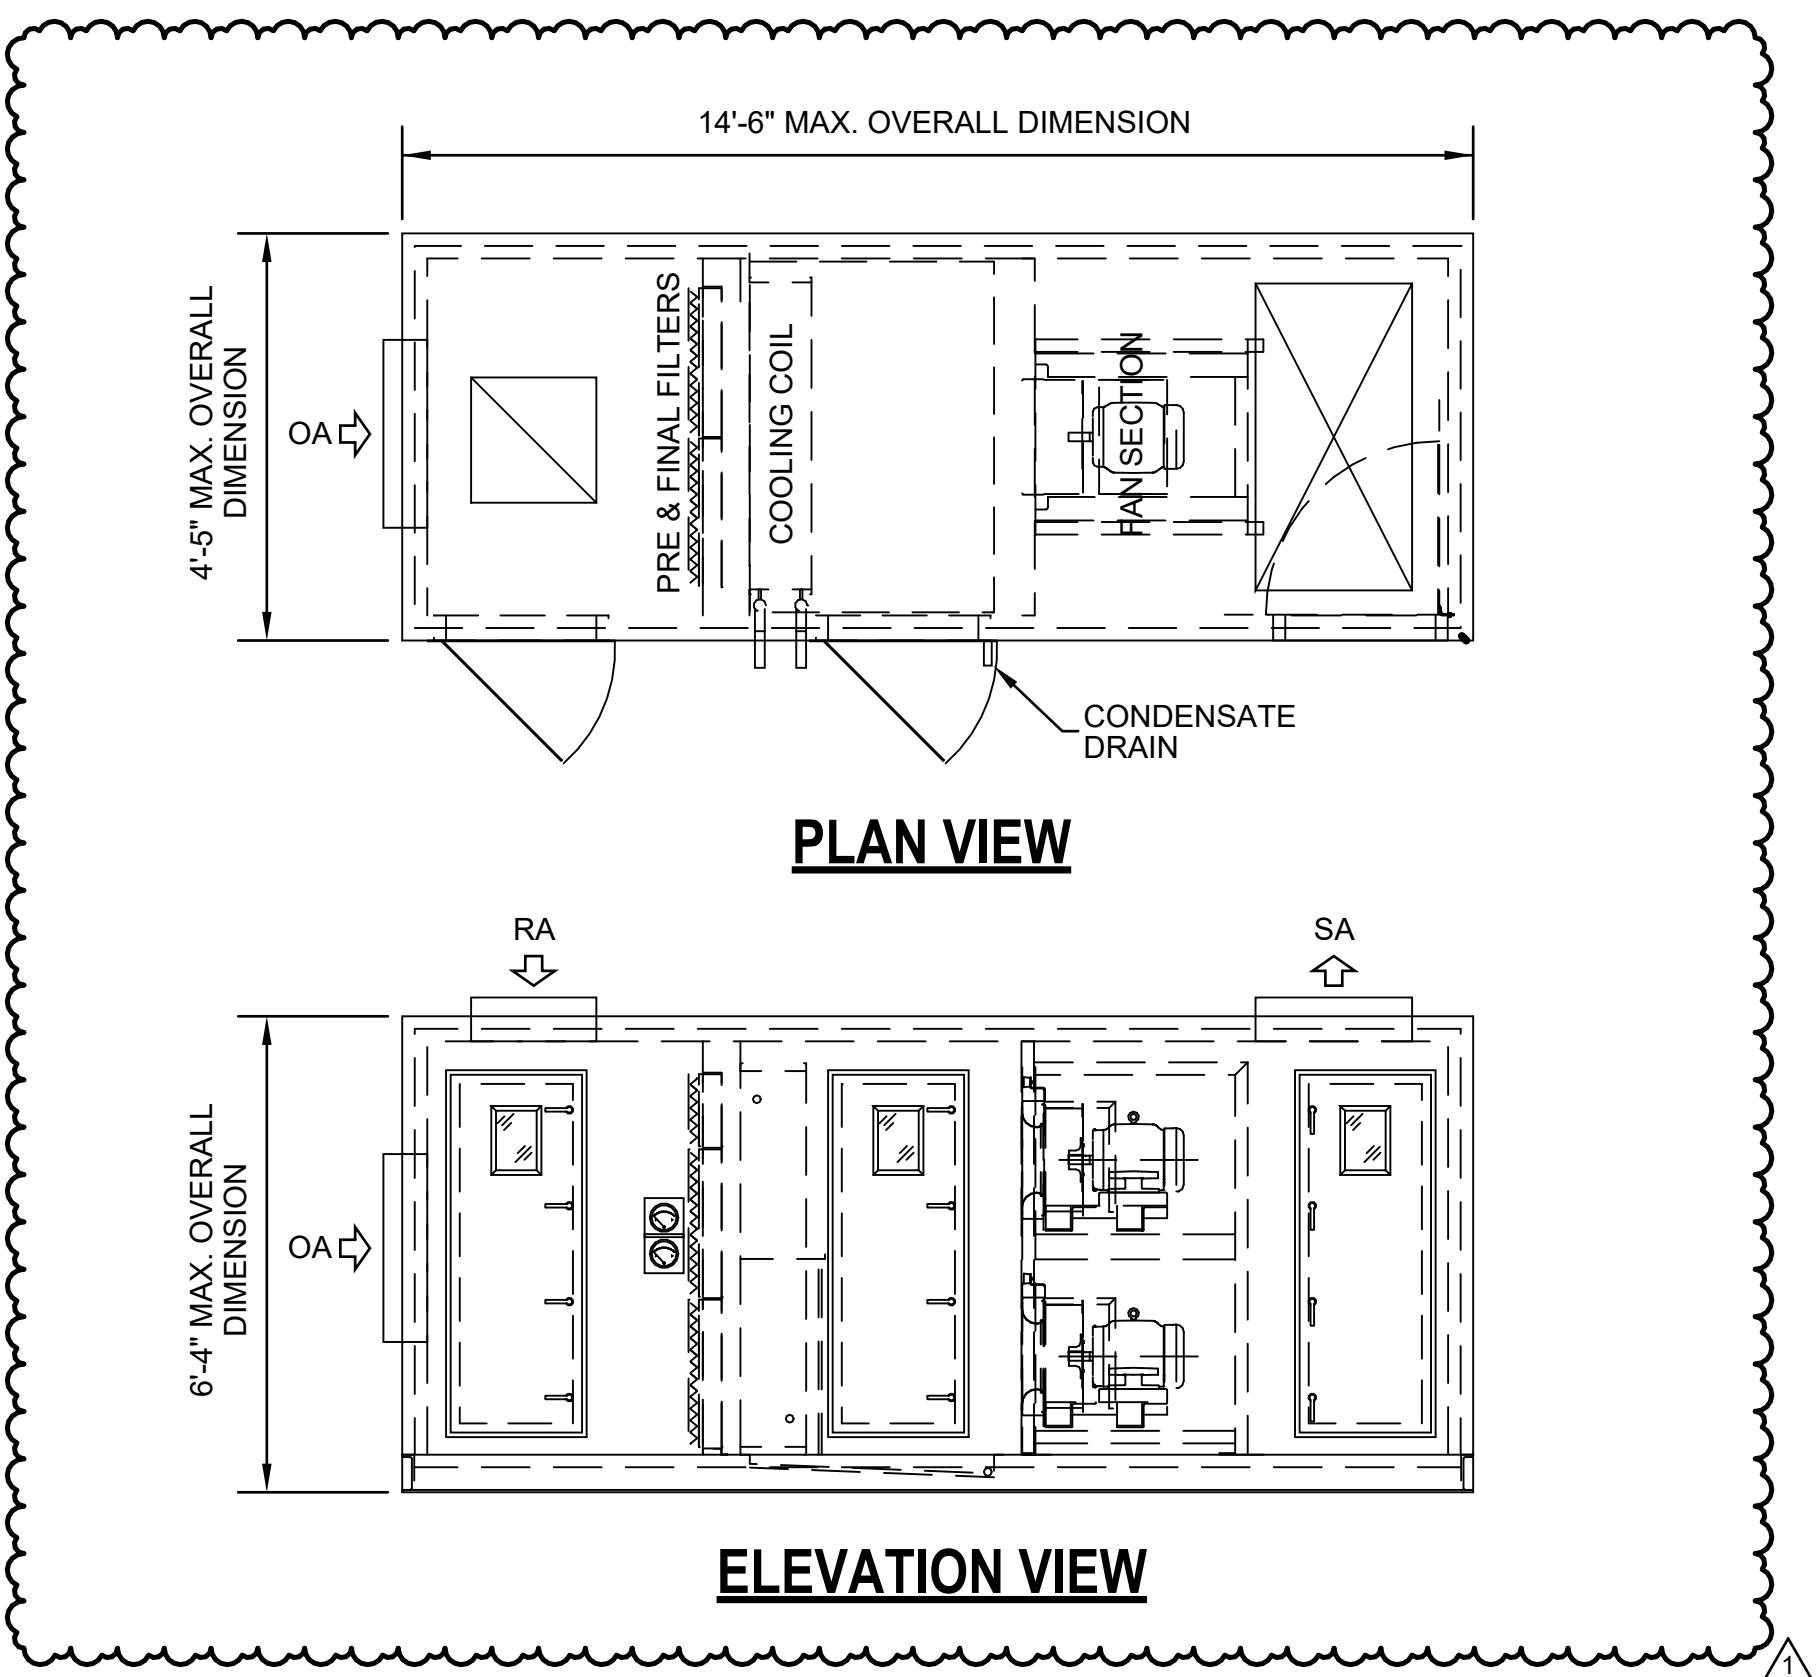 14'-6" MAX. OVERALL DIMENSION
4'-5" MAX. OVERALL
DIMENSION
OA
PRE & FINAL FILTERS
COOLING COIL
FAN SECTION
CONDENSATE
DRAIN
PLAN VIEW
RA
SA
6'-4" MAX. OVERALL
DIMENSION
OA
ELEVATION VIEW
1